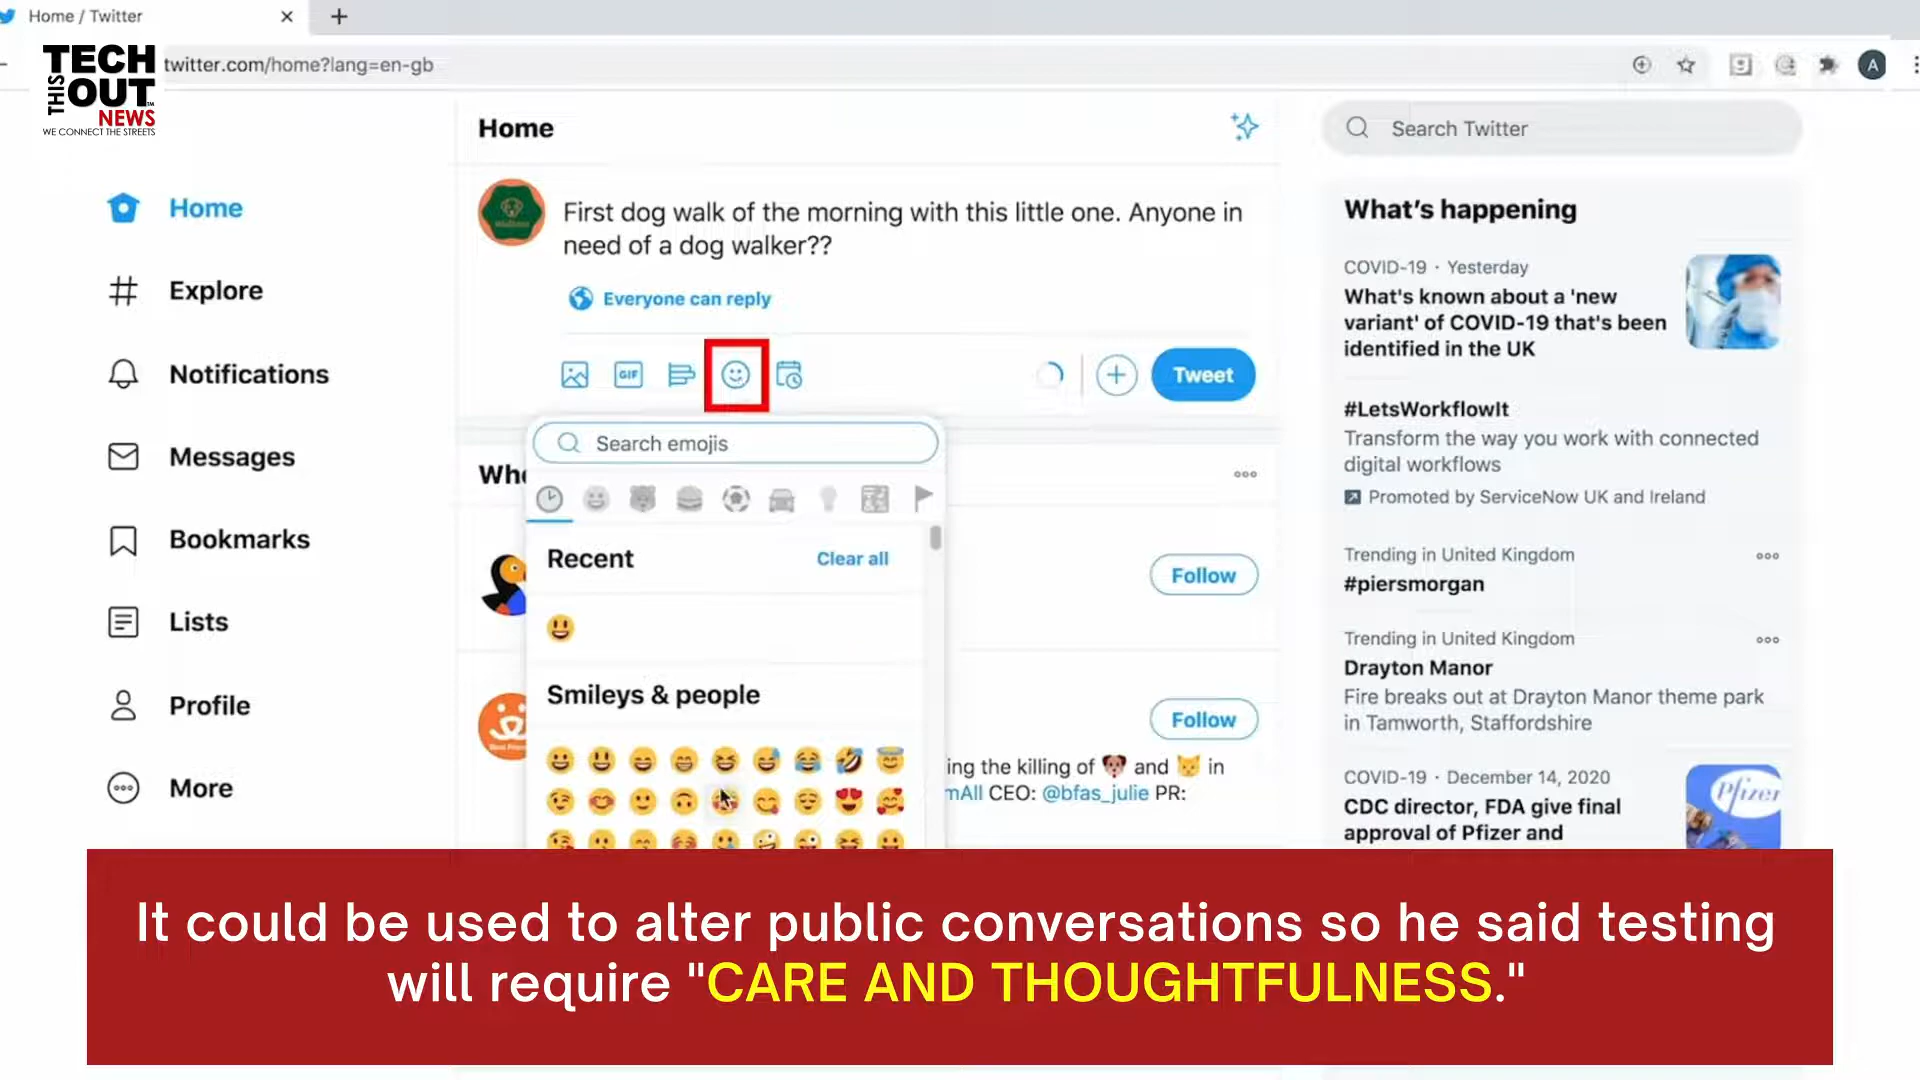 Home / Twitter
TECH
THIS
OUT
NEWS
WE CONNECT THE STREETS
twitter.com/home?lang=en-gb
A
Home
Explore
Notifications
Messages
Bookmarks
Lists
Profile
More
Home
First dog walk of the morning with this little one. Anyone in
need of a dog walker??
Everyone can reply
GIF
Tweet
Search emojis
Who
Recent
Clear all
Smileys & people
Follow
Follow
ing the killing of 🐶 and 🐱 in
mAll CEO: @bfas_julie PR:
Search Twitter
What's happening
COVID-19 · Yesterday
What's known about a 'new
variant' of COVID-19 that's been
identified in the UK
#LetsWorkflowIt
Transform the way you work with connected
digital workflows
Promoted by ServiceNow UK and Ireland
Trending in United Kingdom
#piersmorgan
Trending in United Kingdom
Drayton Manor
Fire breaks out at Drayton Manor theme park
in Tamworth, Staffordshire
COVID-19 · December 14, 2020
CDC director, FDA give final
approval of Pfizer and
Pfizer
It could be used to alter public conversations so he said testing
will require "CARE AND THOUGHTFULNESS."